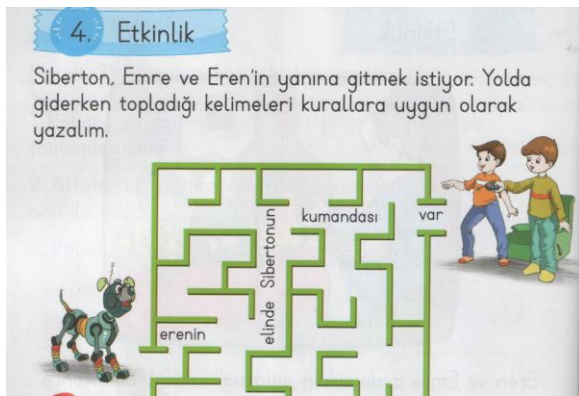 4. Etkinlik
Siberton, Emre ve Eren'in yanına gitmek istiyor. Yolda
giderken topladığı kelimeleri kurallara uygun olarak
yazalım.
kumandası
var
elinde Sibertonun
erenin